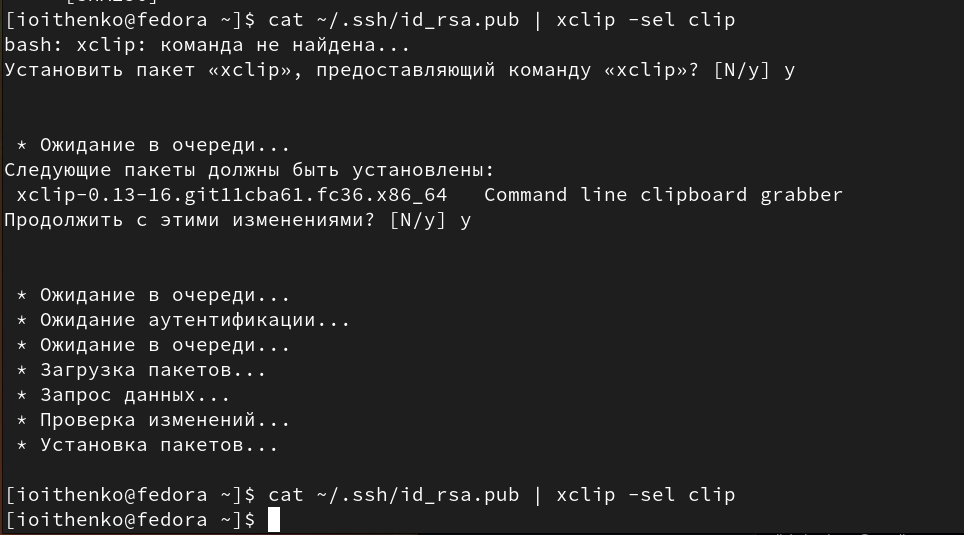 [ioithenko@fedora ~]$ cat ~/.ssh/id_rsa.pub | xclip -sel clip
bash: xclip: команда не найдена...
Установить пакет «xclip», предоставляющий команду «xclip»? [N/y] y
* Ожидание в очереди...
Следующие пакеты должны быть установлены:
xclip-0.13-16.git11cba61.fc36.x86_64   Command line clipboard grabber
Продолжить с этими изменениями? [N/y] y
* Ожидание в очереди...
* Ожидание аутентификации...
* Ожидание в очереди...
* Загрузка пакетов...
* Запрос данных...
* Проверка изменений...
* Установка пакетов...
[ioithenko@fedora ~]$ cat ~/.ssh/id_rsa.pub | xclip -sel clip
[ioithenko@fedora ~]$